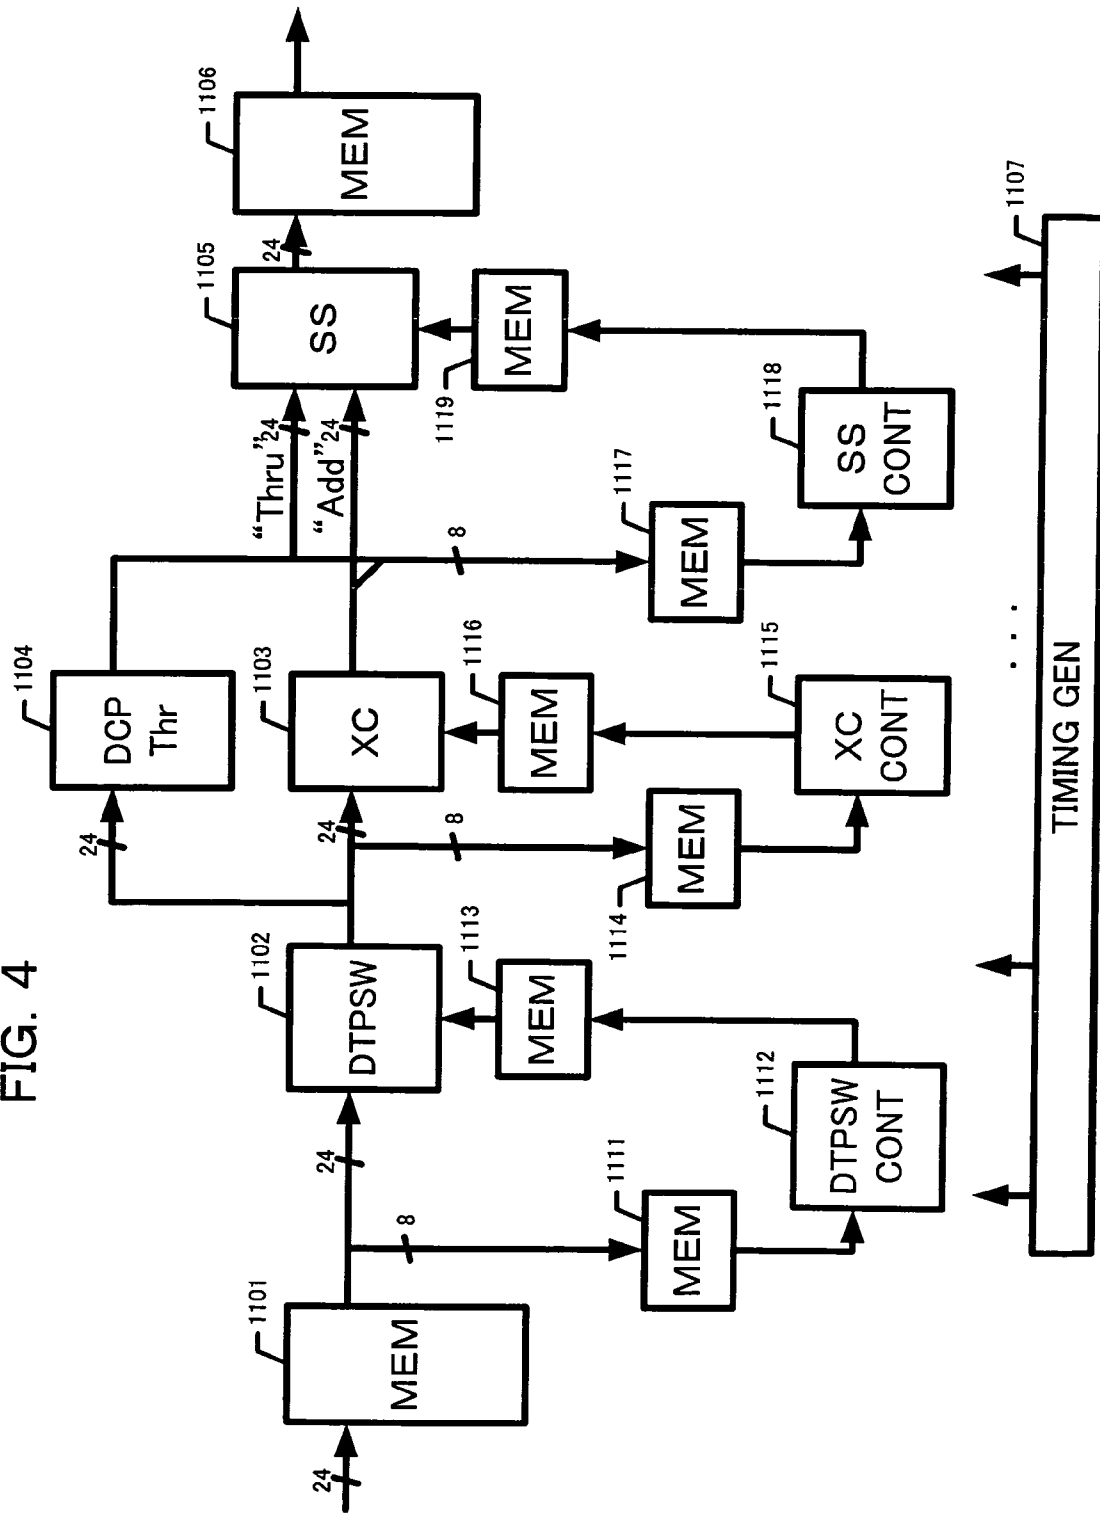 FIG. 4
24
MEM
1101
8
24
MEM
1111
DTPSW
CONT
1112
MEM
1113
DTPSW
1102
24
DCP
Thr
1104
24
8
MEM
1114
XC
CONT
1115
MEM
1116
XC
1103
"Thru"
24
"Add"
24
8
MEM
1117
SS
CONT
1118
MEM
1119
SS
1105
24
MEM
1106
. . .
TIMING GEN
1107